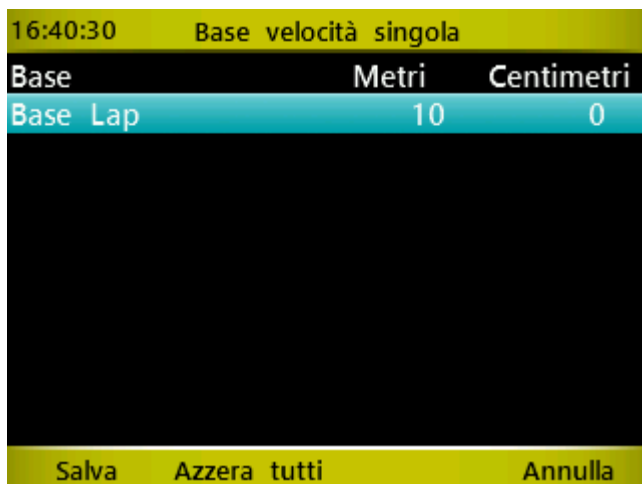 16:40:30 Base velocità singola
Base Metri Centimetri
Base Lap 10 0
Salva Azzera tutti Annulla